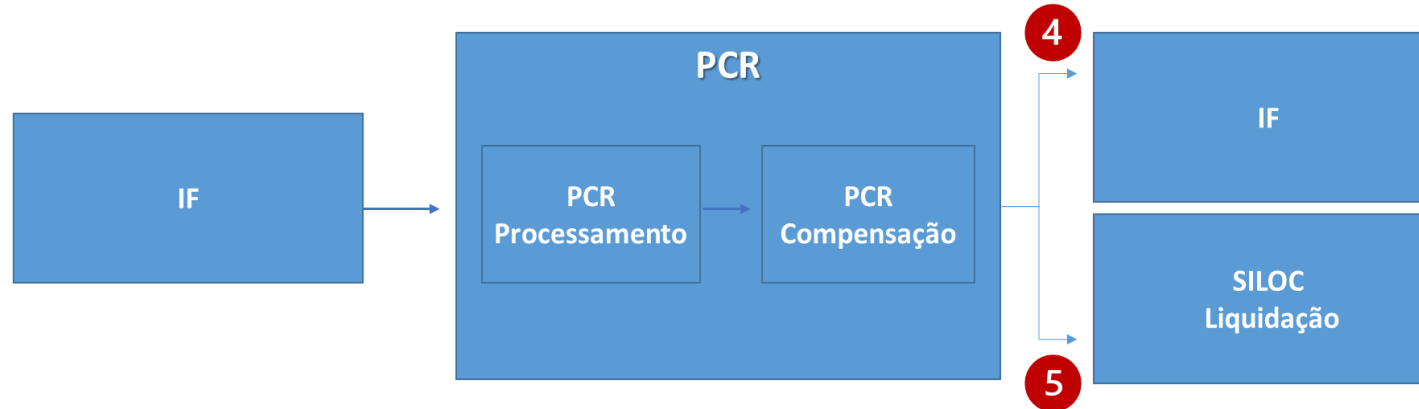 IF
PCR
PCR
Processamento
PCR
Compensação
4
IF
SILOC
Liquidação
5